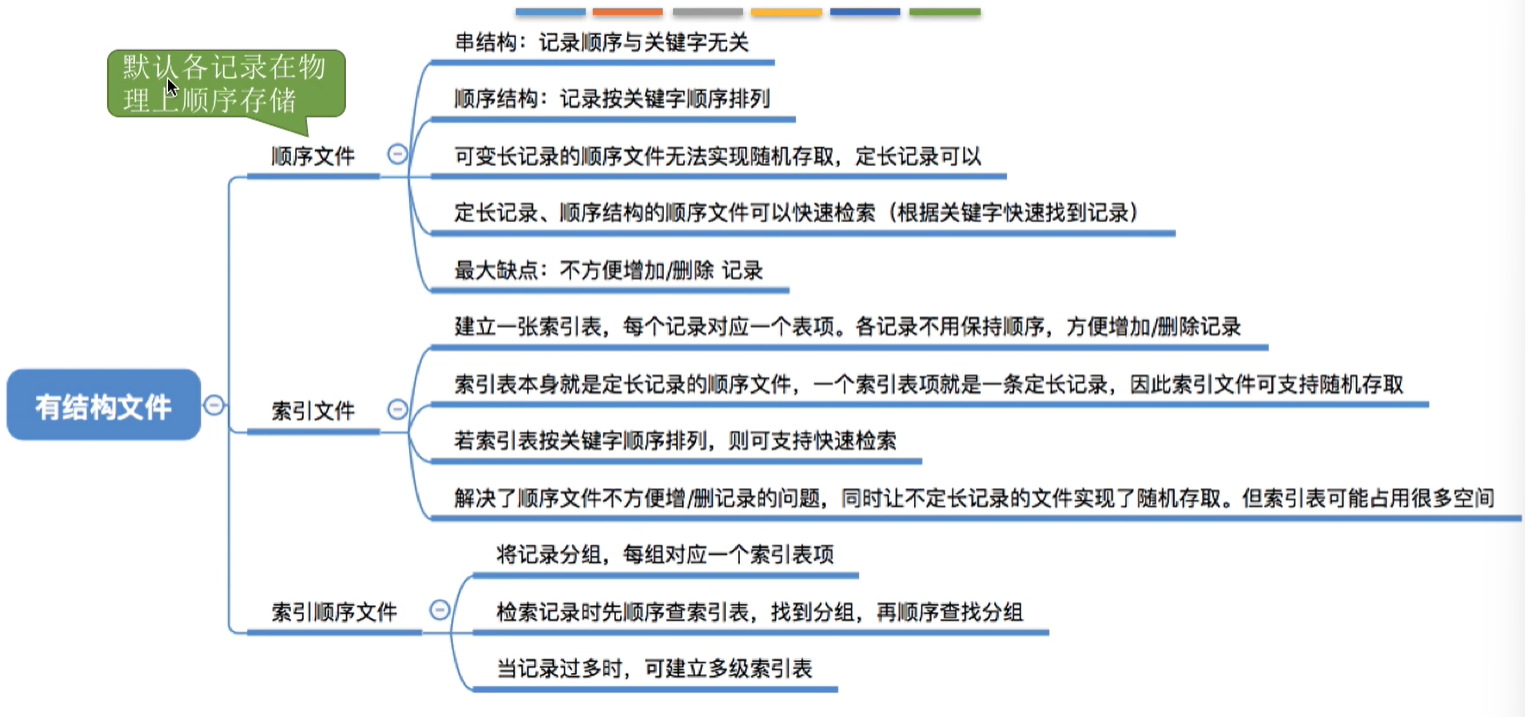 默认各记录在物
理上顺序存储
串结构：记录顺序与关键字无关
顺序结构：记录按关键字顺序排列
顺序文件
可变长记录的顺序文件无法实现随机存取，定长记录可以
定长记录、顺序结构的顺序文件可以快速检索（根据关键字快速找到记录）
最大缺点：不方便增加/删除 记录
有结构文件
索引文件
建立一张索引表，每个记录对应一个表项。各记录不用保持顺序，方便增加/删除记录
索引表本身就是定长记录的顺序文件，一个索引表项就是一条定长记录，因此索引文件可支持随机存取
若索引表按关键字顺序排列，则可支持快速检索
解决了顺序文件不方便增/删记录的问题，同时让不定长记录的文件实现了随机存取。但索引表可能占用很多空间
索引顺序文件
将记录分组，每组对应一个索引表项
检索记录时先顺序查索引表，找到分组，再顺序查找分组
当记录过多时，可建立多级索引表